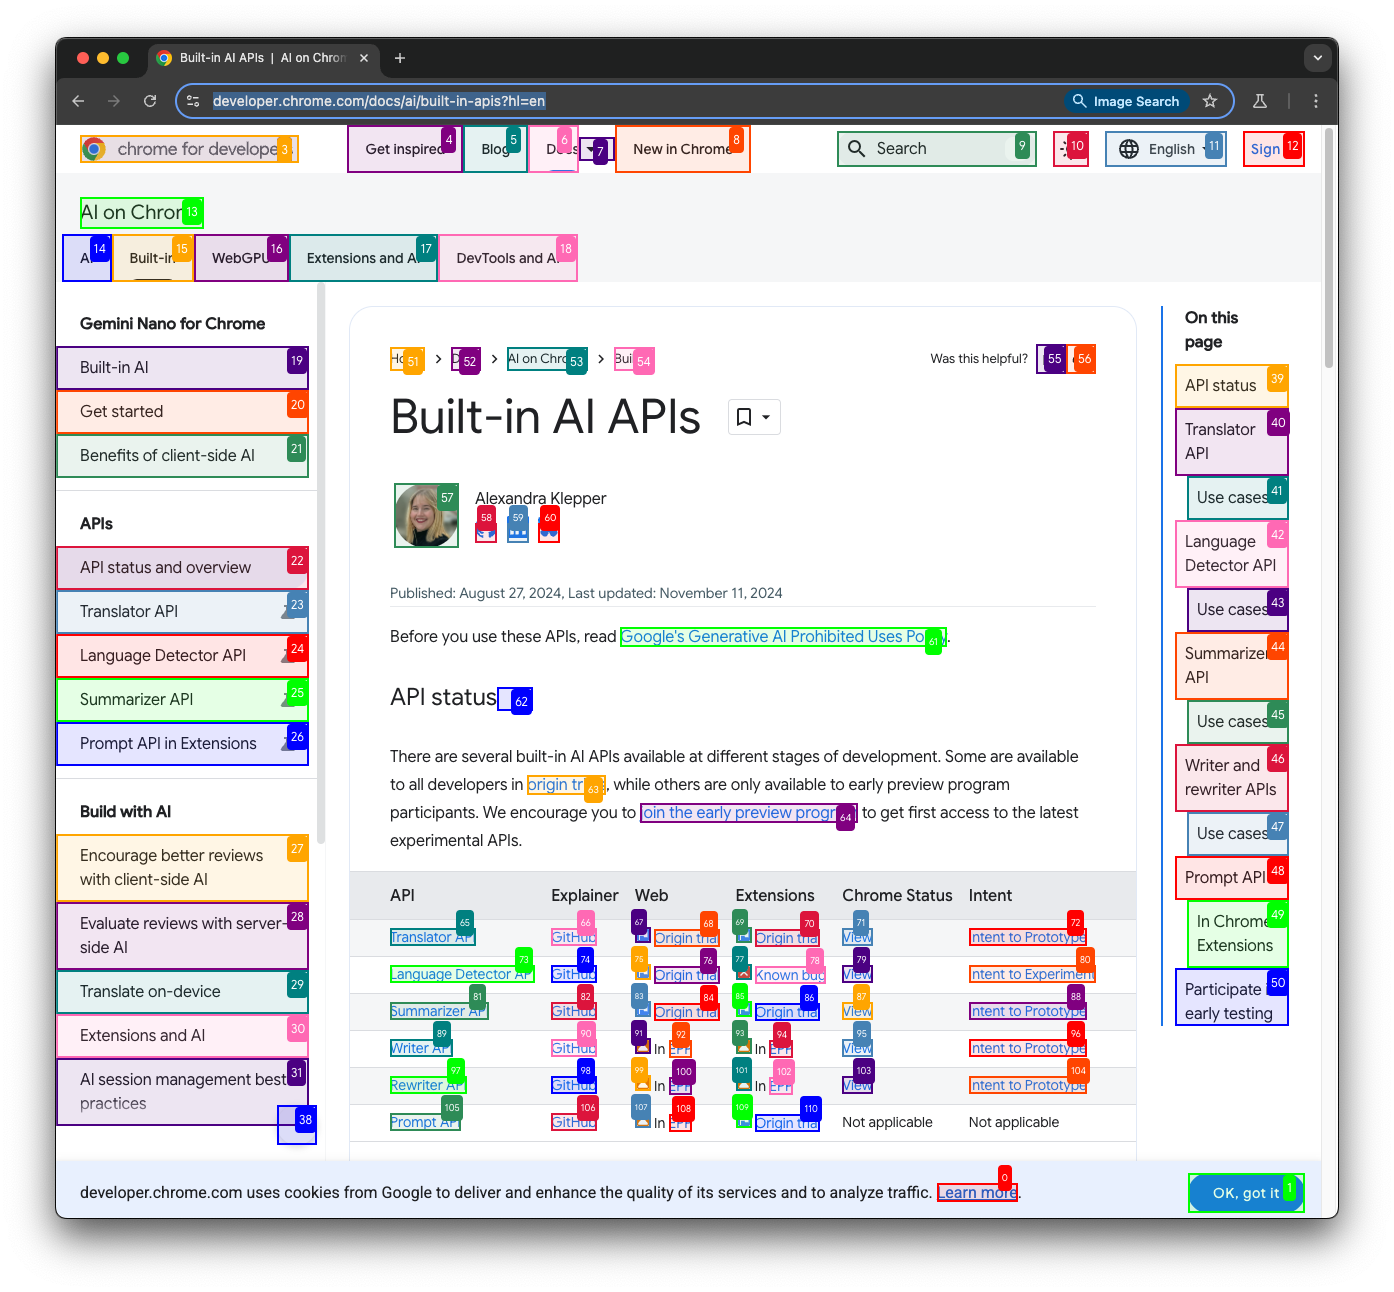 Built-in AI APIs | AI on Chrom
developer.chrome.com/docs/ai/built-in-apis?hl=en
Image Search
chrome for develope
3
Get inspired
4
Blog
5
6
7
New in Chrome
8
Search
9
10
English
11
Sign
12
AI on Chrom
13
14
Built-in
15
WebGPU
16
Extensions and AI
17
DevTools and AI
18
Gemini Nano for Chrome
Built-in AI
19
Get started
20
Benefits of client-side AI
21
APIs
API status and overview
22
Translator API
23
Language Detector API
24
Summarizer API
25
Prompt API in Extensions
26
Build with AI
Encourage better reviews
with client-side AI
27
Evaluate reviews with server-
side AI
28
Translate on-device
29
Extensions and AI
30
AI session management best
practices
31
38
51
52
AI on Chro
53
Bui
54
Was this helpful?
55
56
Built-in AI APIs
57
Alexandra Klepper
58
59
60
Published: August 27, 2024, Last updated: November 11, 2024
Before you use these APIs, read Google's Generative AI Prohibited Uses Po
.
61
API status
62
There are several built-in AI APIs available at different stages of development. Some are available
to all developers in origin tr 63, while others are only available to early preview program
participants. We encourage you to join the early preview progr 64 to get first access to the latest
experimental APIs.
API Explainer Web Extensions Chrome Status Intent
65 66 67 68 69 70 71 72
Translator API GitHub Origin trial Origin trial View Intent to Prototype
73 74 75 76 77 78 79 80
Language Detector API GitHub Origin trial Known bug View Intent to Experiment
81 82 83 84 85 86 87 88
Summarizer API GitHub Origin trial Origin trial View Intent to Prototype
89 90 91 92 93 94 95 96
Writer API GitHub In EPP In EPP View Intent to Prototype
97 98 99 100 101 102 103 104
Rewriter API GitHub In EPP In EPP View Intent to Prototype
105 106 107 108 109 110
Prompt API GitHub In EPP Origin trial Not applicable Not applicable
On this
page
API status
39
Translator
API
40
Use cases
41
Language
Detector API
42
Use cases
43
Summarizer
API
44
Use cases
45
Writer and
rewriter APIs
46
Use cases
47
Prompt API
48
In Chrome
Extensions
49
Participate
early testing
50
developer.chrome.com uses cookies from Google to deliver and enhance the quality of its services and to analyze traffic. Learn more.
0
OK, got it
1